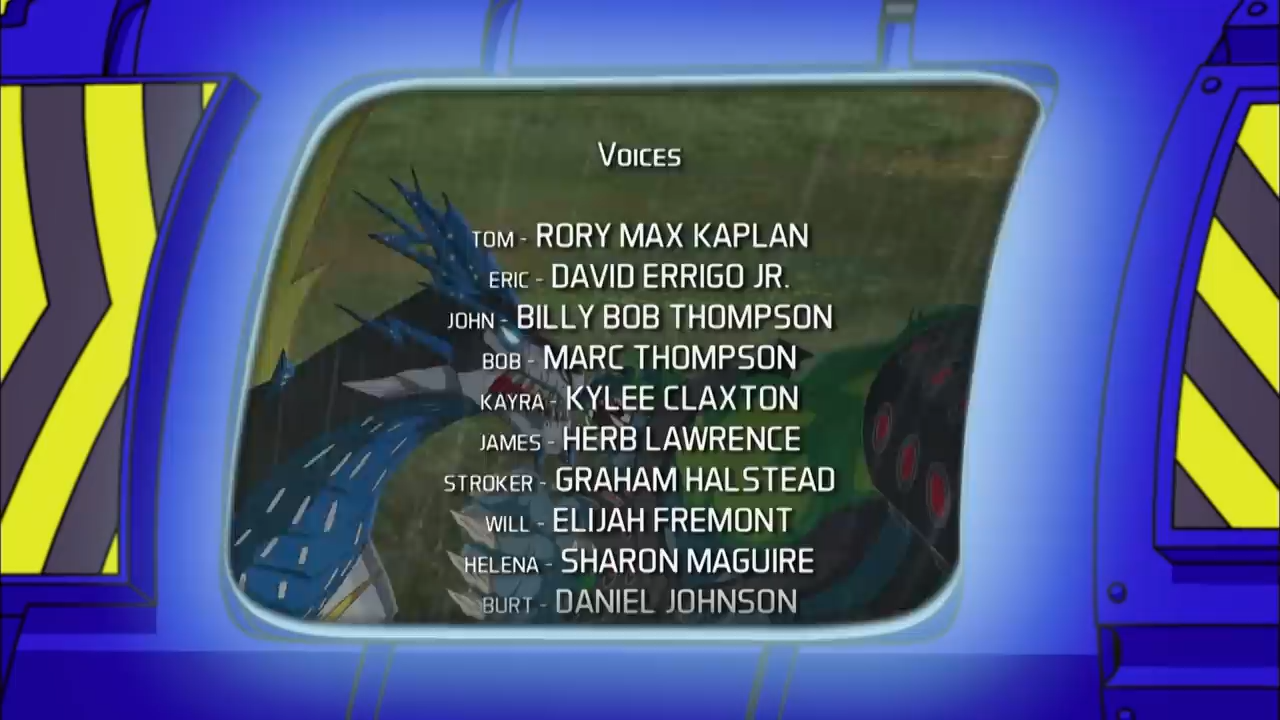 VOICES
TOM - RORY MAX KAPLAN
ERIC - DAVID ERRIGO JR.
JOHN - BILLY BOB THOMPSON
BOB - MARC THOMPSON
KAYRA - KYLEE CLAXTON
JAMES - HERB LAWRENCE
STROKER - GRAHAM HALSTEAD
WILL - ELIJAH FREMONT
HELENA - SHARON MAGUIRE
BURT - DANIEL JOHNSON